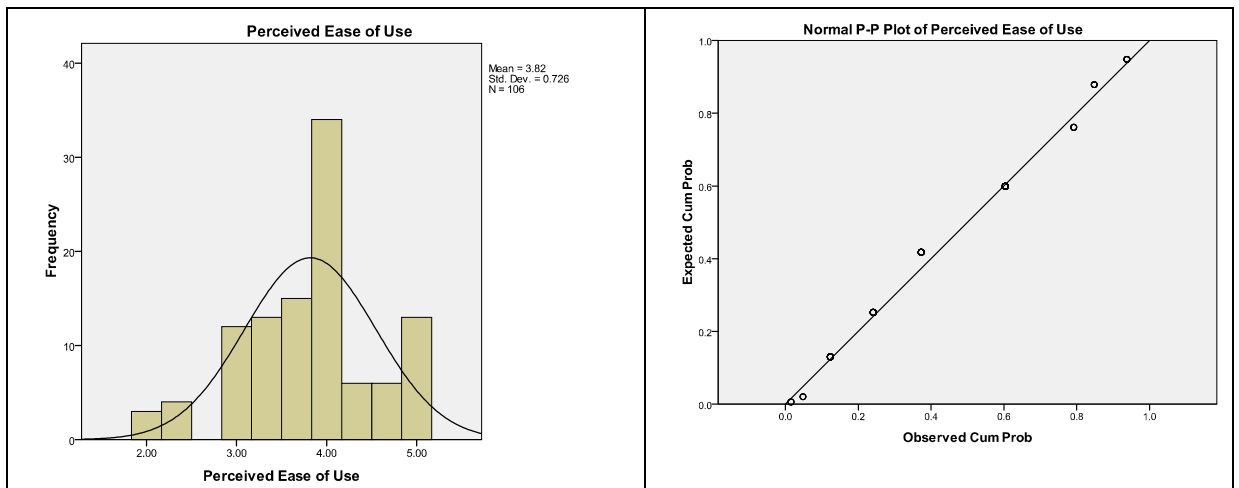 Perceived Ease of Use
Mean = 3.82
Std. Dev. = 0.726
N = 106
40
30
20
10
0
Frequency
2.00 3.00 4.00 5.00
Perceived Ease of Use
Normal P-P Plot of Perceived Ease of Use
1.0
0.8
0.6
0.4
0.2
0.0
Expected Cum Prob
0.0 0.2 0.4 0.6 0.8 1.0
Observed Cum Prob